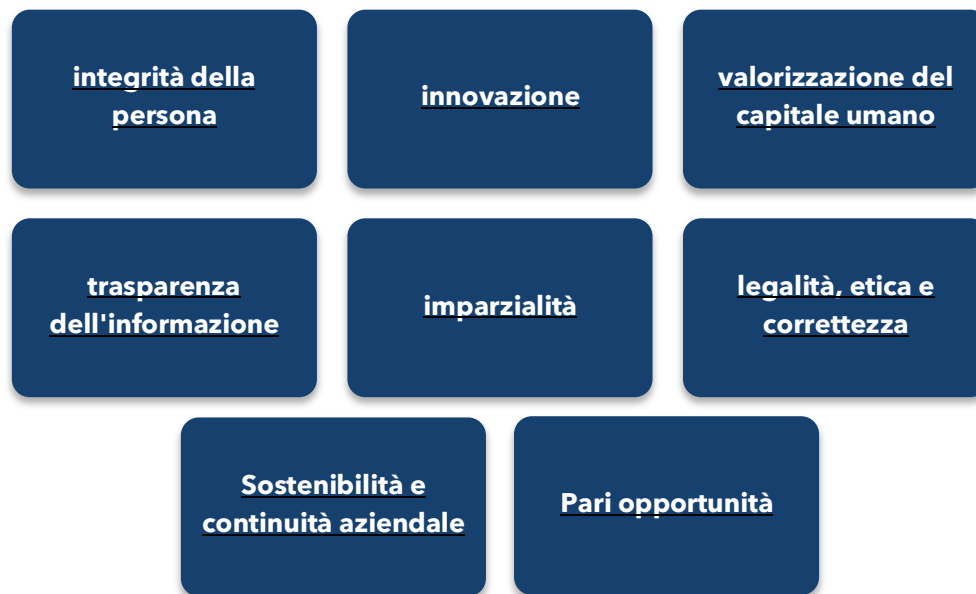 integrità della
persona
innovazione
valorizzazione del
capitale umano
trasparenza
dell'informazione
imparzialità
legalità, etica e
correttezza
Sostenibilità e
continuità aziendale
Pari opportunità